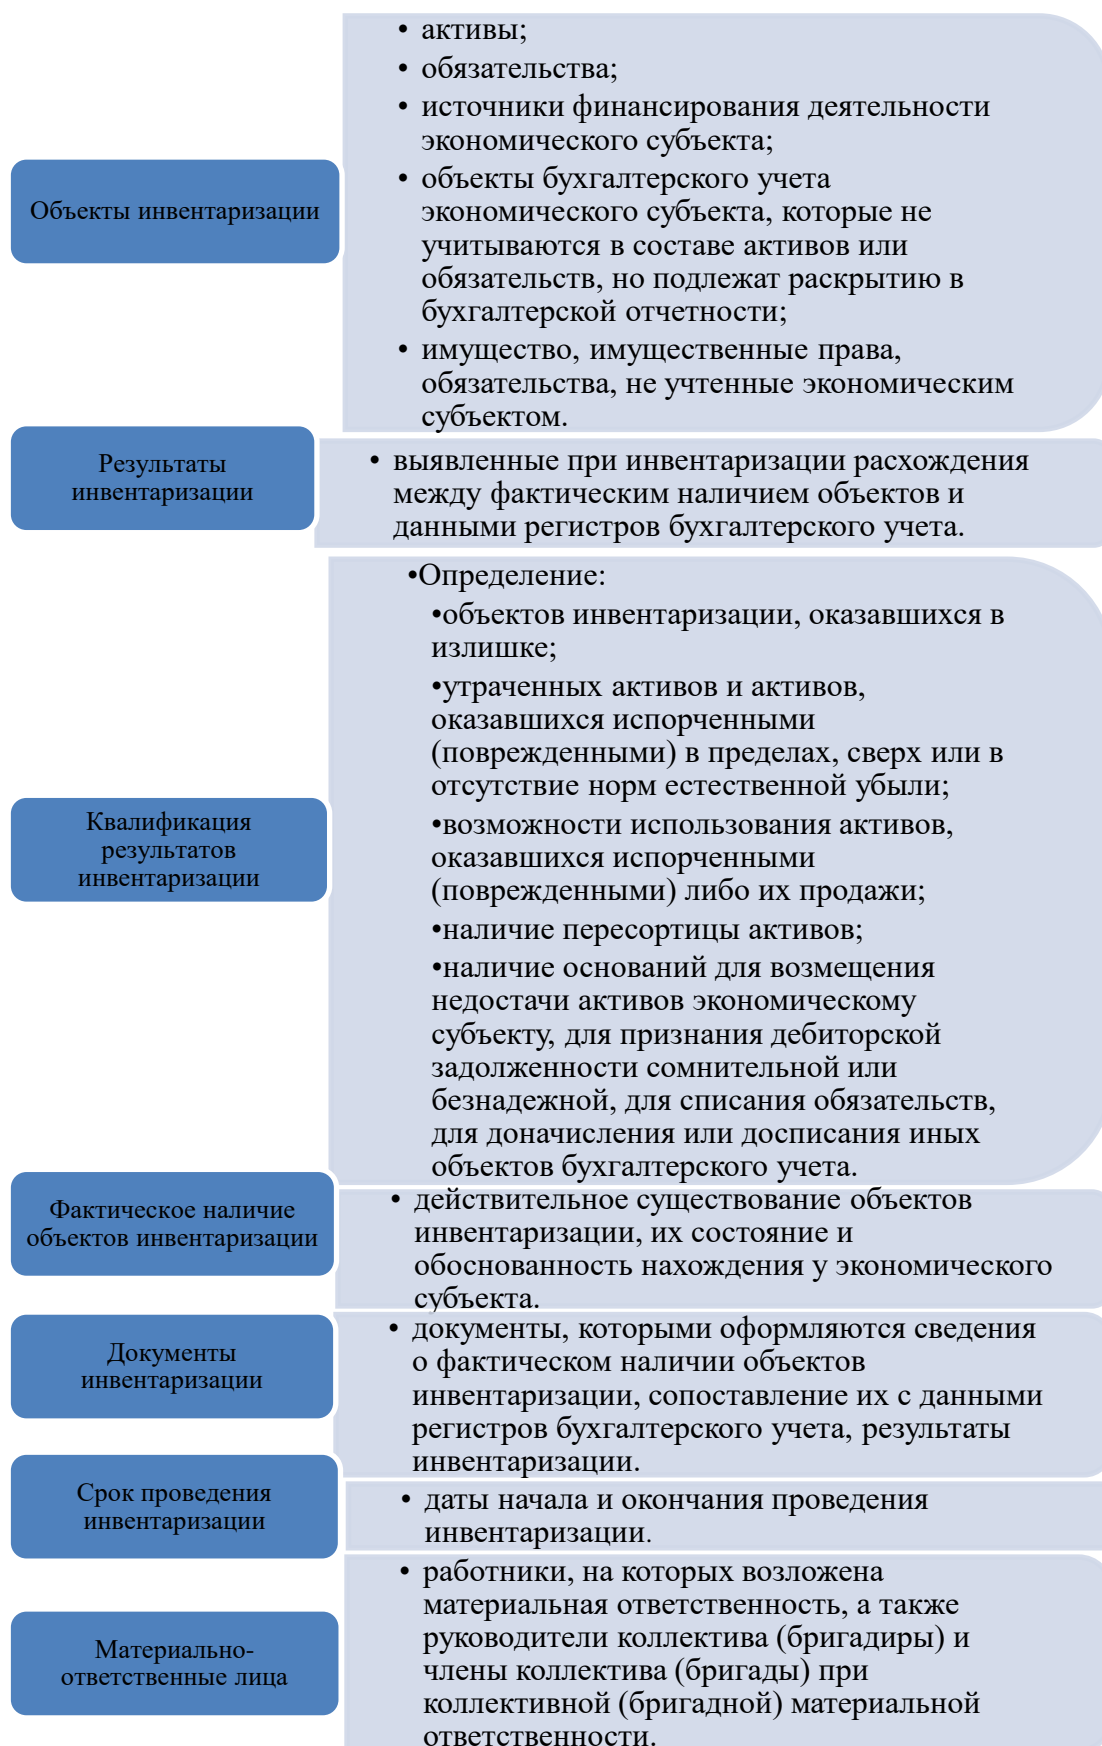 Объекты инвентаризации
• активы;
• обязательства;
• источники финансирования деятельности
экономического субъекта;
• объекты бухгалтерского учета
экономического субъекта, которые не
учитываются в составе активов или
обязательств, но подлежат раскрытию в
бухгалтерской отчетности;
• имущество, имущественные права,
обязательства, не учтенные экономическим
субъектом.
Результаты
инвентаризации
• выявленные при инвентаризации расхождения
между фактическим наличием объектов и
данными регистров бухгалтерского учета.
Квалификация
результатов
инвентаризации
•Определение:
•объектов инвентаризации, оказавшихся в
излишке;
•утраченных активов и активов,
оказавшихся испорченными
(поврежденными) в пределах, сверх или в
отсутствие норм естественной убыли;
•возможности использования активов,
оказавшихся испорченными
(поврежденными) либо их продажи;
•наличие пересортицы активов;
•наличие оснований для возмещения
недостачи активов экономическому
субъекту, для признания дебиторской
задолженности сомнительной или
безнадежной, для списания обязательств,
для доначисления или досписания иных
объектов бухгалтерского учета.
Фактическое наличие
объектов инвентаризации
• действительное существование объектов
инвентаризации, их состояние и
обоснованность нахождения у экономического
субъекта.
Документы
инвентаризации
• документы, которыми оформляются сведения
о фактическом наличии объектов
инвентаризации, сопоставление их с данными
регистров бухгалтерского учета, результаты
инвентаризации.
Срок проведения
инвентаризации
• даты начала и окончания проведения
инвентаризации.
Материально-
ответственные лица
• работники, на которых возложена
материальная ответственность, а также
руководители коллектива (бригадиры) и
члены коллектива (бригады) при
коллективной (бригадной) материальной
ответственности.